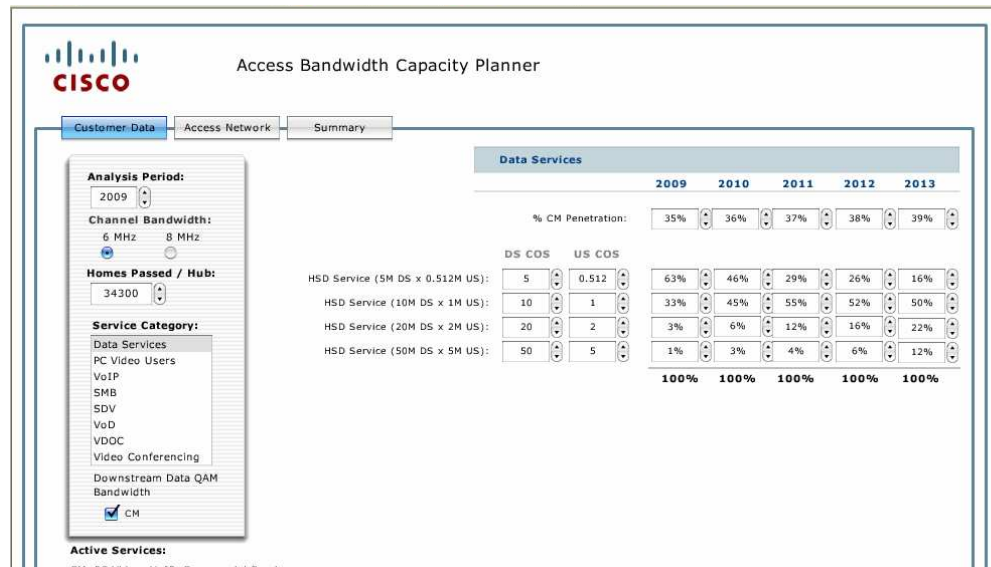 CISCO
Access Bandwidth Capacity Planner
Customer Data Access Network Summary
Analysis Period:
2009
Channel Bandwidth:
6 MHz 8 MHz
Homes Passed / Hub:
34300
Service Category:
Data Services
PC Video Users
VoIP
SMB
SDV
VoD
VDOC
Video Conferencing
Downstream Data QAM
Bandwidth
CM
Active Services:
Data Services
2009 2010 2011 2012 2013
% CM Penetration: 35% 36% 37% 38% 39%
DS COS US COS
HSD Service (5M DS x 0.512M US): 5 0.512 63% 46% 29% 26% 16%
HSD Service (10M DS x 1M US): 10 1 33% 45% 55% 52% 50%
HSD Service (20M DS x 2M US): 20 2 3% 6% 12% 16% 22%
HSD Service (50M DS x 5M US): 50 5 1% 3% 4% 6% 12%
100% 100% 100% 100% 100%